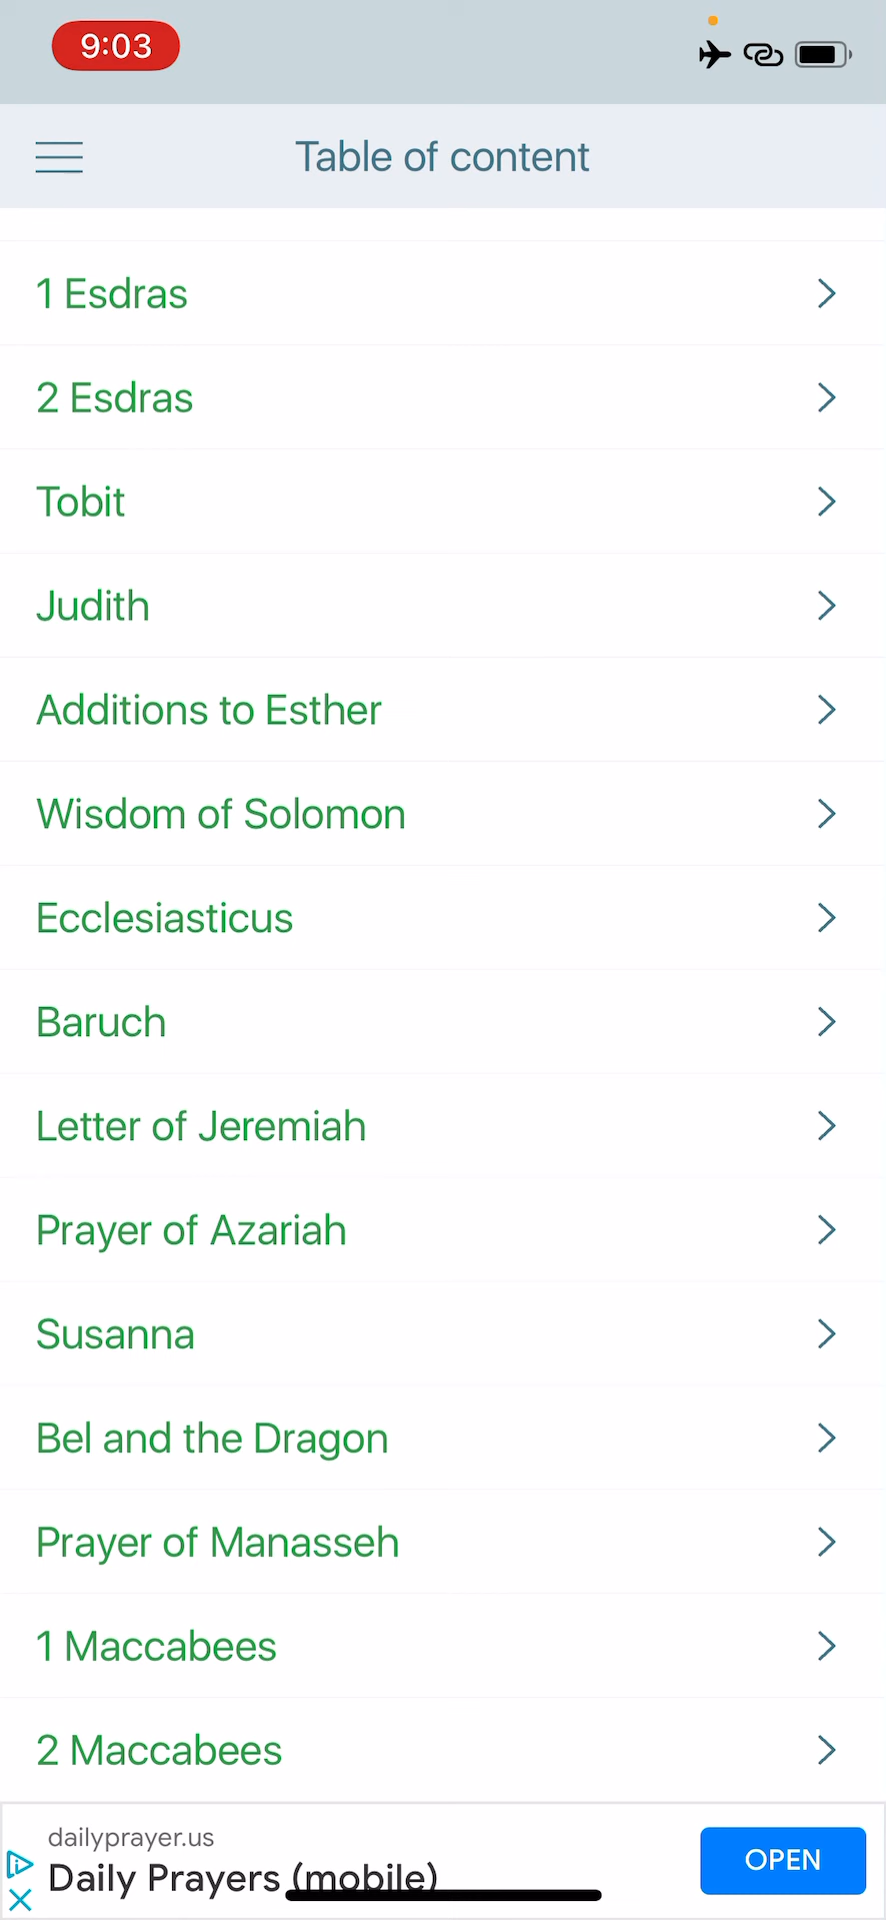 9:03
Table of content
1 Esdras
2 Esdras
Tobit
Judith
Additions to Esther
Wisdom of Solomon
Ecclesiasticus
Baruch
Letter of Jeremiah
Prayer of Azariah
Susanna
Bel and the Dragon
Prayer of Manasseh
1 Maccabees
2 Maccabees
dailyprayer.us
Daily Prayers (mobile)
OPEN